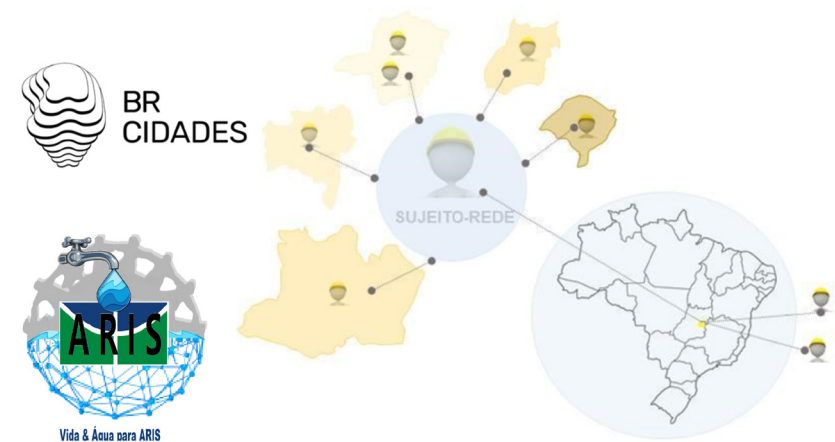 BR
CIDADES
SUJEITO-REDE
ARIS
Vida & Água para ARIS